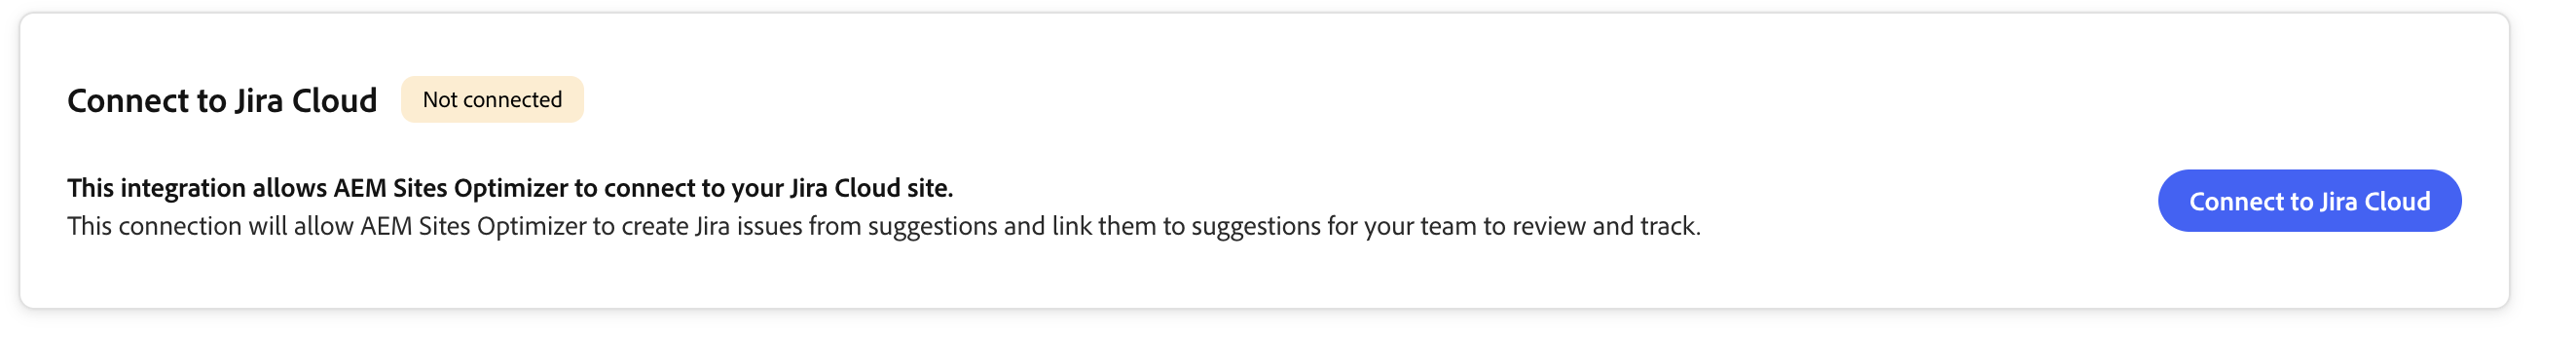 Connect to Jira Cloud
Not connected
This integration allows AEM Sites Optimizer to connect to your Jira Cloud site.
This connection will allow AEM Sites Optimizer to create Jira issues from suggestions and link them to suggestions for your team to review and track.
Connect to Jira Cloud